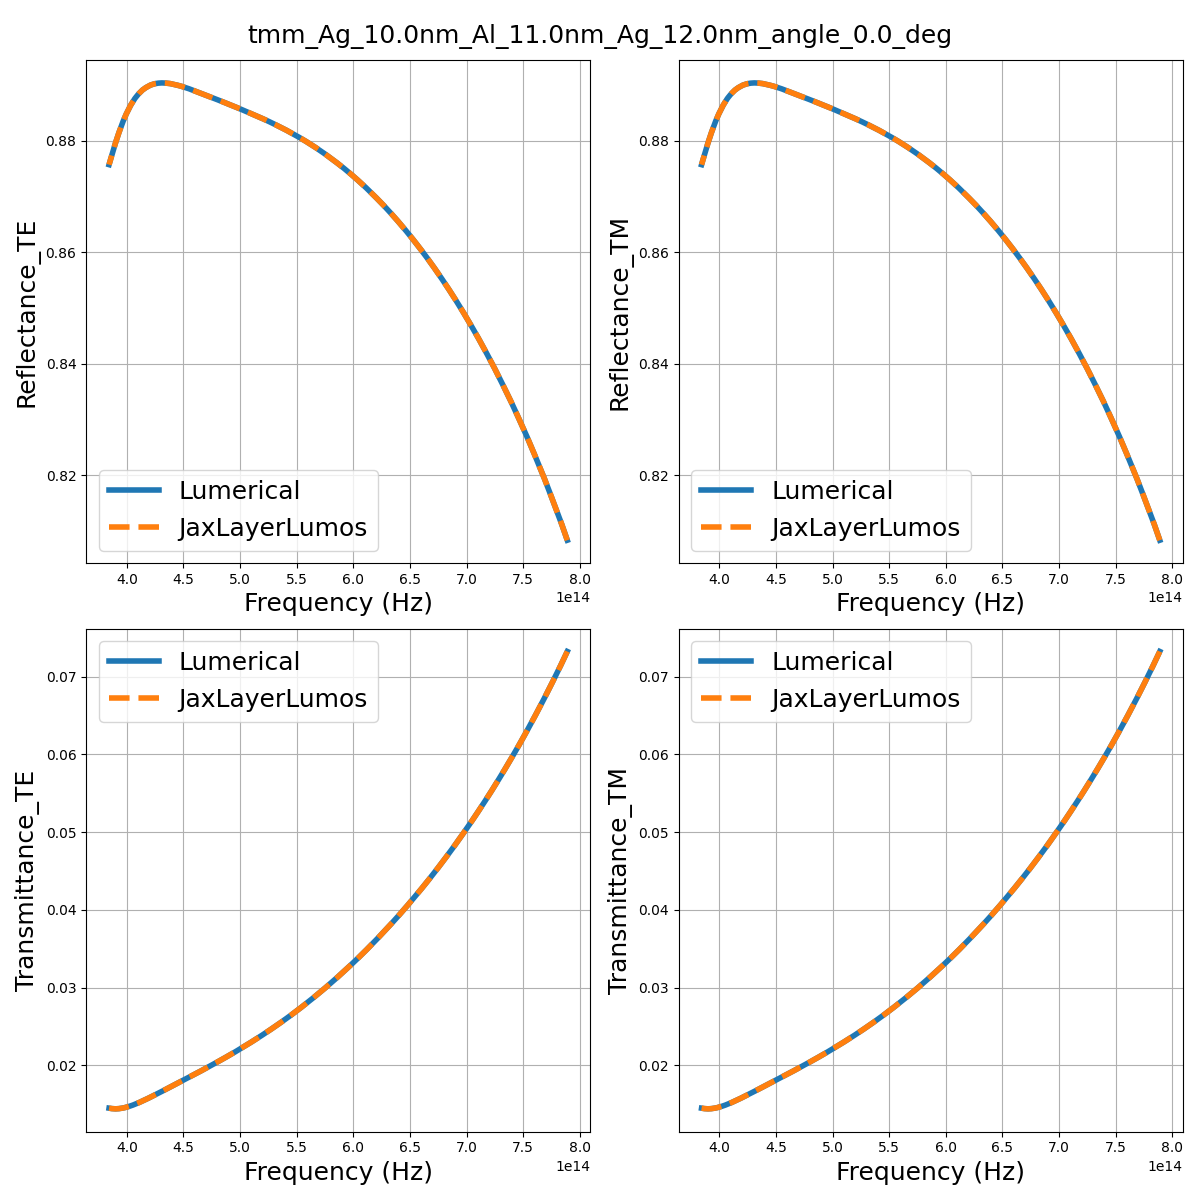 tmm_Ag_10.0nm_Al_11.0nm_Ag_12.0nm_angle_0.0_deg
Reflectance_TE
0.88
0.86
0.84
0.82
Lumerical
JaxLayerLumos
4.0 4.5 5.0 5.5 6.0 6.5 7.0 7.5 8.0
1e14
Frequency (Hz)
Reflectance_TM
0.88
0.86
0.84
0.82
Lumerical
JaxLayerLumos
4.0 4.5 5.0 5.5 6.0 6.5 7.0 7.5 8.0
1e14
Frequency (Hz)
Transmittance_TE
0.07
0.06
0.05
0.04
0.03
0.02
Lumerical
JaxLayerLumos
4.0 4.5 5.0 5.5 6.0 6.5 7.0 7.5 8.0
1e14
Frequency (Hz)
Transmittance_TM
0.07
0.06
0.05
0.04
0.03
0.02
Lumerical
JaxLayerLumos
4.0 4.5 5.0 5.5 6.0 6.5 7.0 7.5 8.0
1e14
Frequency (Hz)